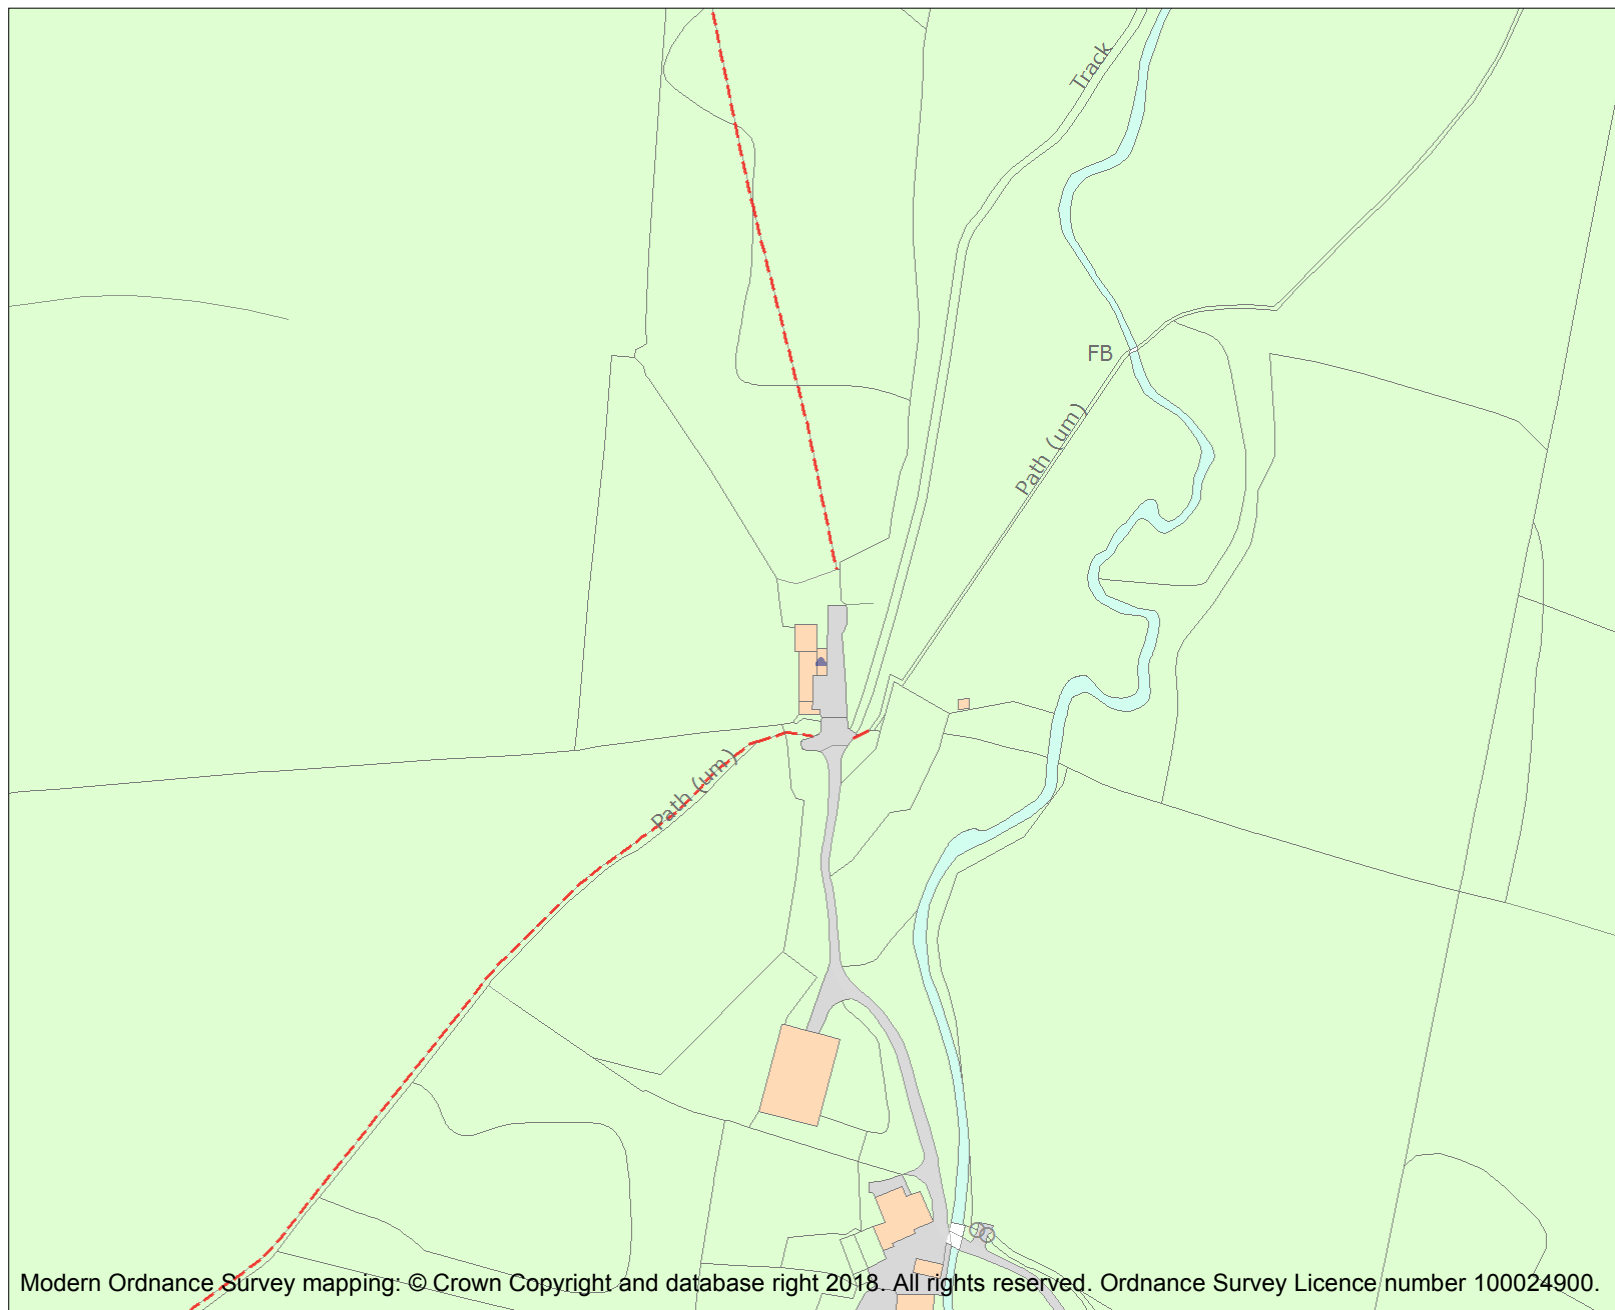 Track
FB
Path (um)
Path (um)
Modern Ordnance Survey mapping: © Crown Copyright and database right 2018. All rights reserved. Ordnance Survey Licence number 100024900.